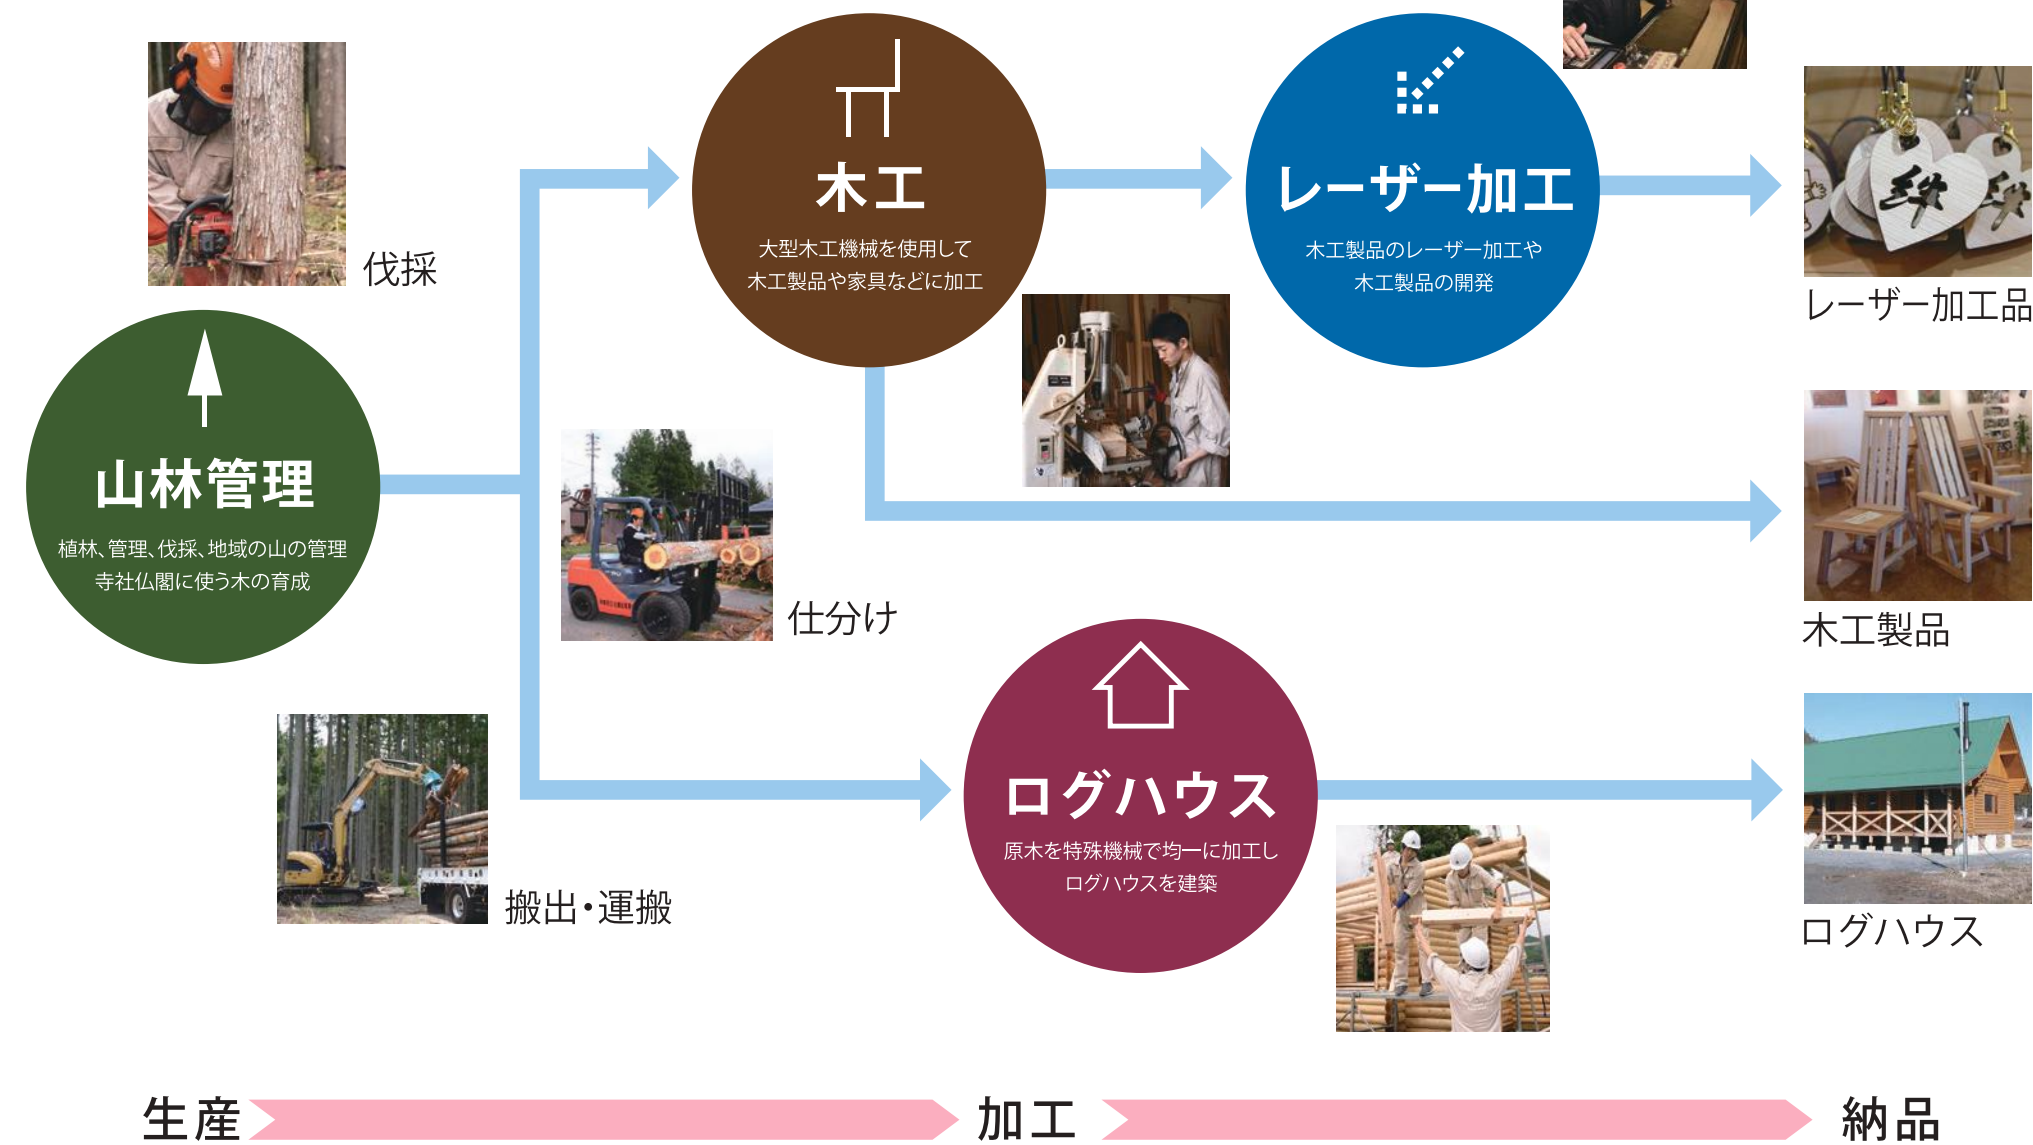 伐採
山林管理
植林、管理、伐採、地域の山の管理
寺社仏閣に使う木の育成
搬出・運搬
仕分け
木工
大型木工機械を使用して
木工製品や家具などに加工
レーザー加工
木工製品のレーザー加工や
木工製品の開発
ログハウス
原木を特殊機械で均一に加工し
ログハウスを建築
絆
レーザー加工品
木工製品
ログハウス
生産
加工
納品